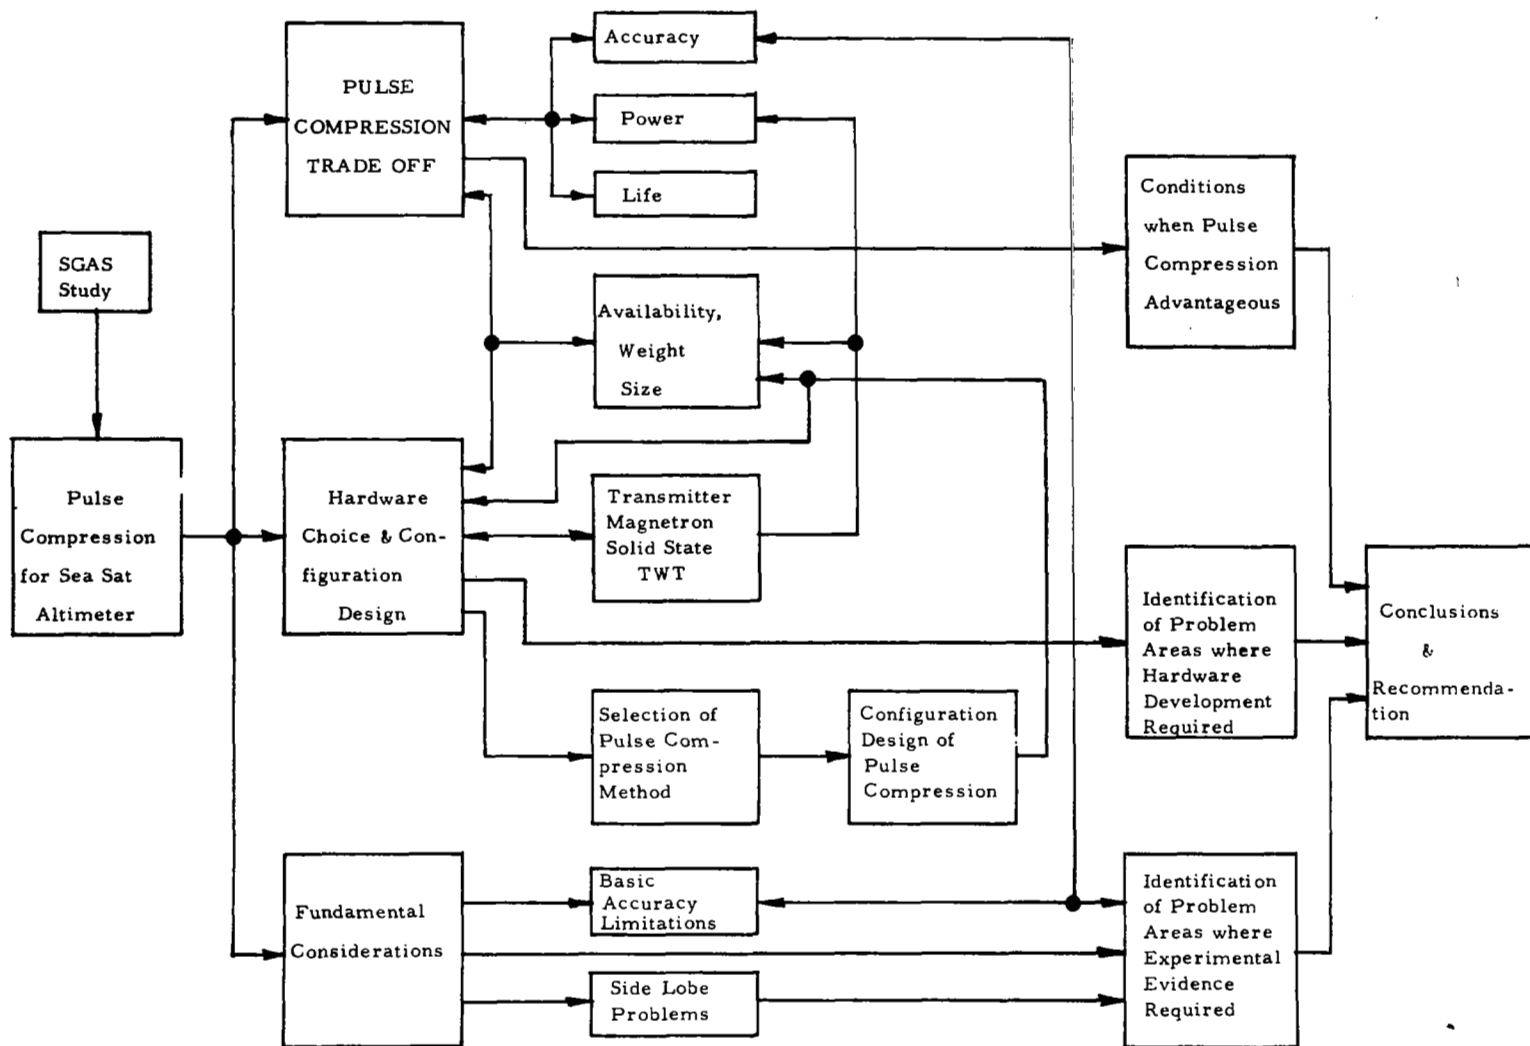 PULSE
COMPRESSION
TRADE OFF
Accuracy
Power
Life
SGAS
Study
Conditions
when Pulse
Compression
Advantageous
Availability,
Weight
Size
Pulse
Compression
for Sea Sat
Altimeter
Hardware
Choice & Con-
figuration
Design
Transmitter
Magnetron
Solid State
TWT
Identification
of Problem
Areas where
Hardware
Development
Required
Conclusions
&
Recommenda-
tion
Selection of
Pulse Com-
pression
Method
Configuration
Design of
Pulse
Compression
Fundamental
Considerations
Basic
Accuracy
Limitations
Side Lobe
Problems
Identification
of Problem
Areas where
Experimental
Evidence
Required